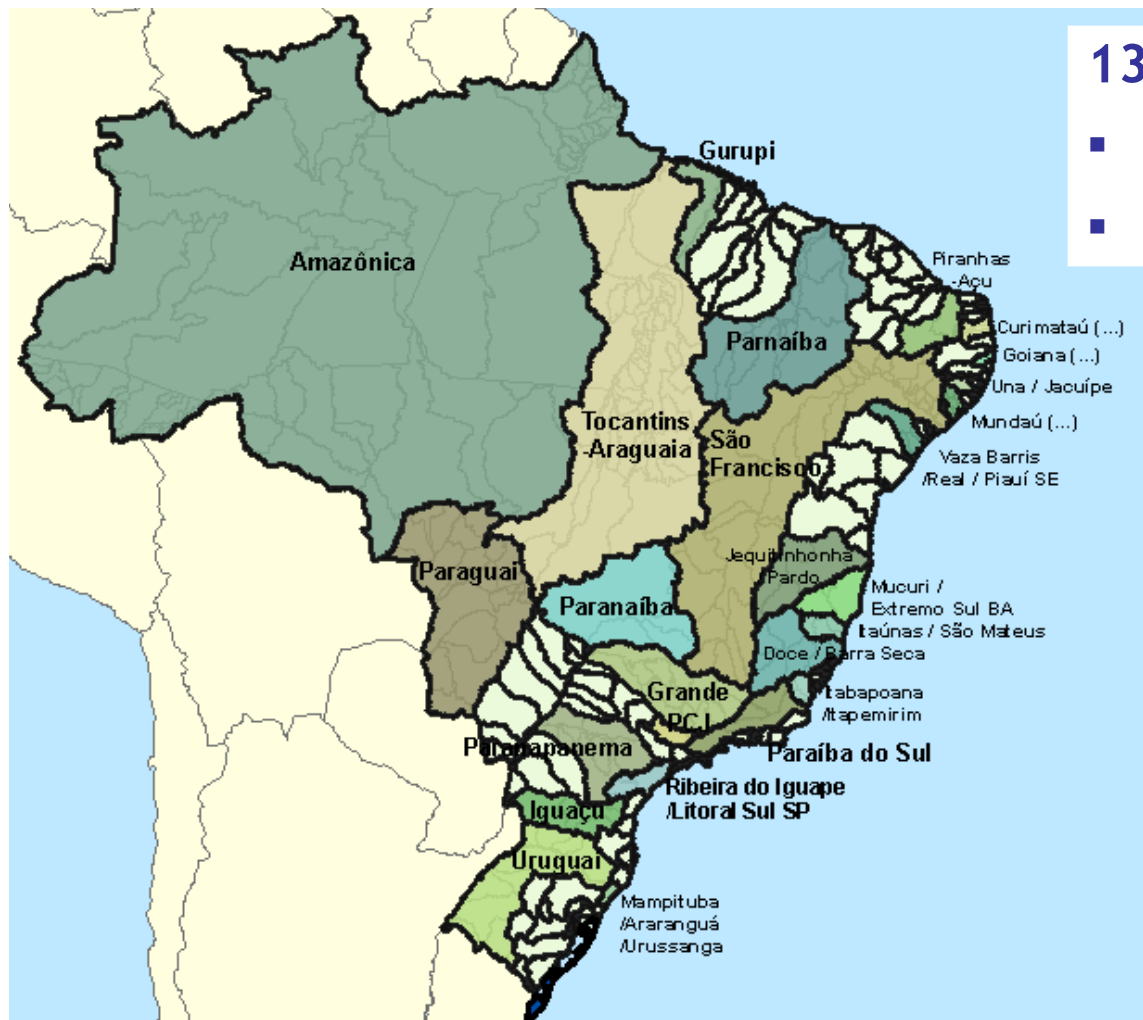 13
▪
▪
Gurupi
Amazônica
Piranhas
-Açu
Curimataú (...)
Parnaíba
Goiana (...)
Una / Jacuípe
Tocantins
-Araguaia
São
Francisco
Mundaú (...)
Vaza Barris
/Real / Piauí SE
Jequitinhonha
/Pardo
Paraguai
Mucuri /
Extremo Sul BA
Paranaíba
Itaúnas / São Mateus
Doce / Barra Seca
Grande
Itabapoana
/Itapemirim
PCJ
Paranapanema
Paraíba do Sul
Ribeira do Iguape
/Litoral Sul SP
Iguaçu
Uruguai
Mampituba
/Araranguá
/Urussanga